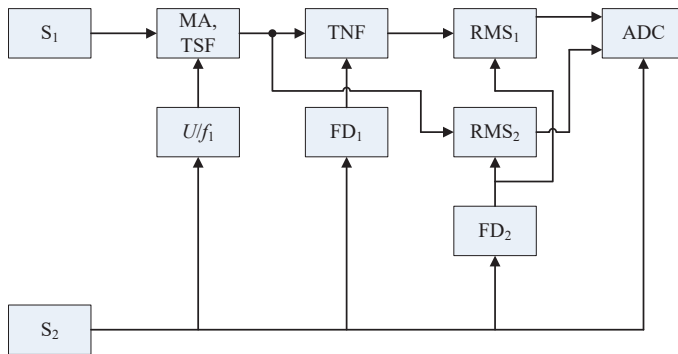 S₁
MA,
TSF
TNF
RMS₁
ADC
U/f₁
FD₁
RMS₂
FD₂
S₂